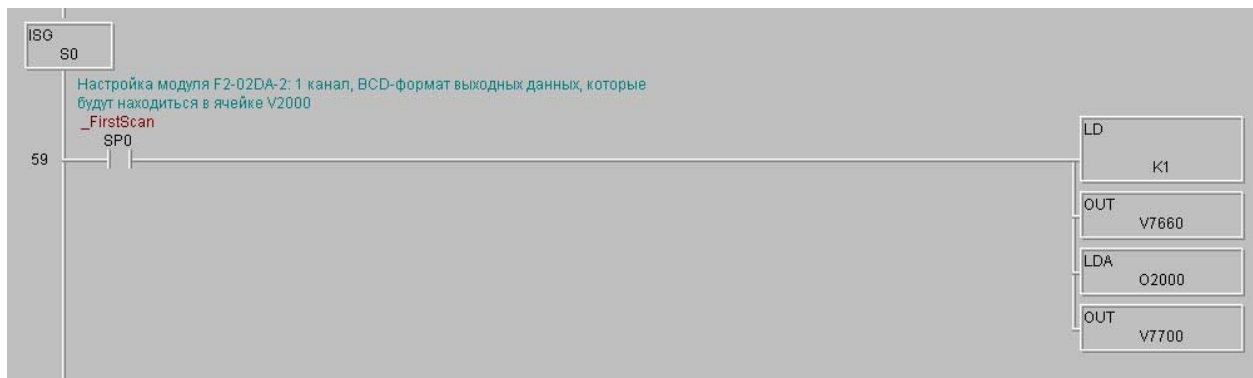 ISG
S0
Настройка модуля F2-02DA-2: 1 канал, BCD-формат выходных данных, которые
будут находиться в ячейке V2000
_FirstScan
SP0
59
LD
K1
OUT
V7660
LDA
O2000
OUT
V7700